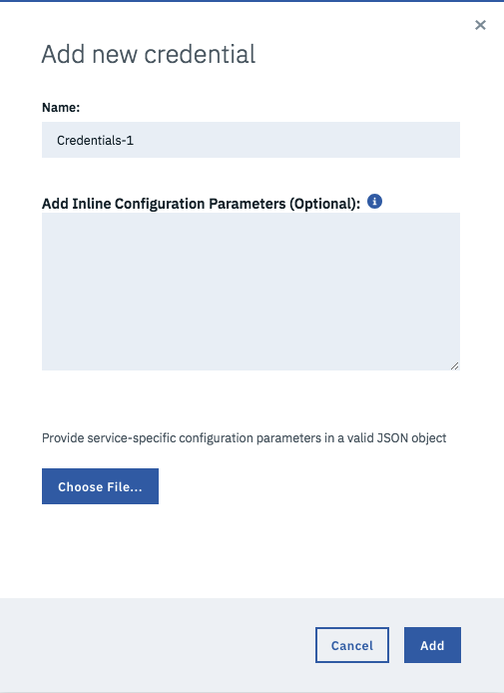 Add new credential
Name:
Credentials-1
Add Inline Configuration Parameters (Optional):
Provide service-specific configuration parameters in a valid JSON object
Choose File...
Cancel
Add